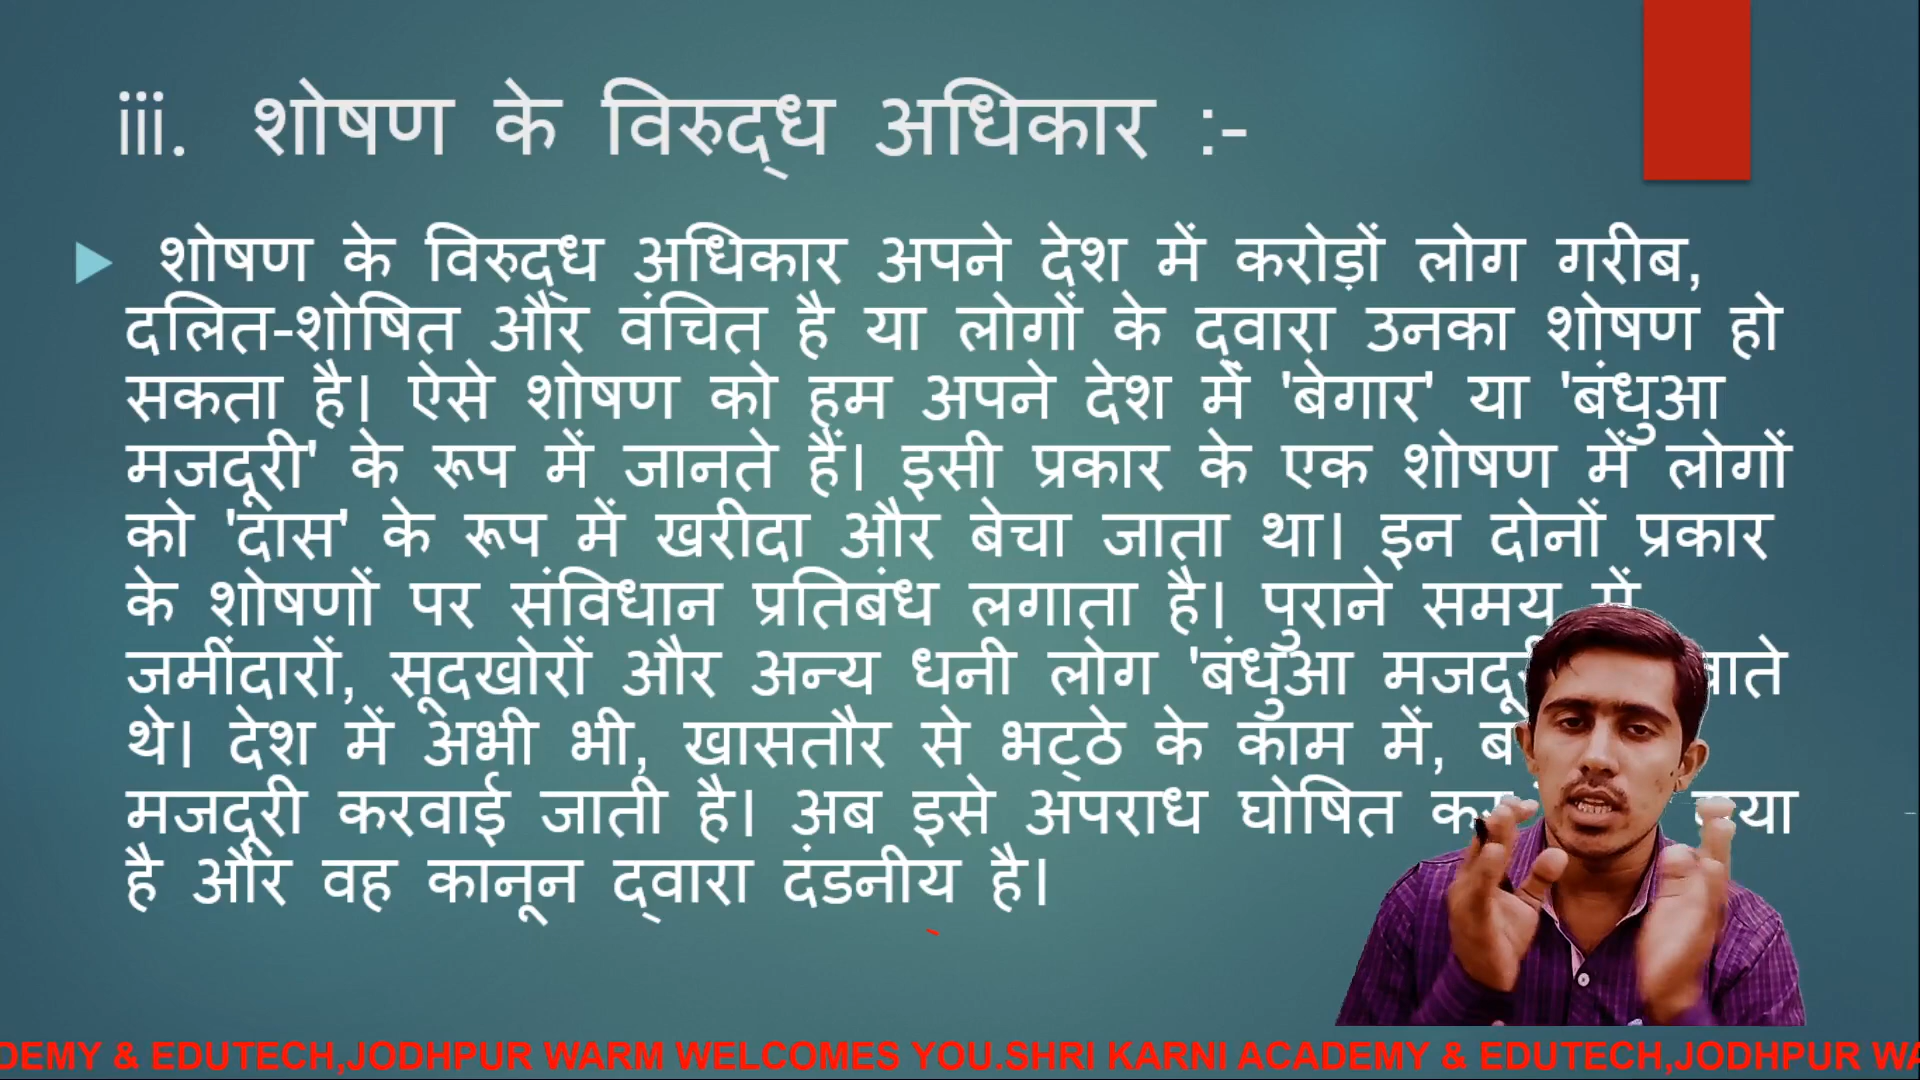 iii. शोषण के विरुद्ध अधिकार :-
शोषण के विरुद्ध अधिकार अपने देश में करोड़ों लोग गरीब,
दलित-शोषित और वंचित है या लोगों के द्वारा उनका शोषण हो
सकता है। ऐसे शोषण को हम अपने देश में 'बेगार' या 'बंधुआ
मजदूरी' के रूप में जानते हैं। इसी प्रकार के एक शोषण में लोगों
को 'दास' के रूप में खरीदा और बेचा जाता था। इन दोनों प्रकार
के शोषणों पर संविधान प्रतिबंध लगाता है। पुराने समय में
जमींदारों, सूदखोरों और अन्य धनी लोग 'बंधुआ
थे। देश में अभी भी, खासतौर से भट्ठे के काम में,
मजदूरी करवाई जाती है। अब इसे अपराध घोषित
है और वह कानून द्वारा दंडनीय है।
DEMY & EDUTECH,JODHPUR WARM WELCOMES YOU.SHRI KARNI ACADEMY & EDUTECH,JODHPUR WA